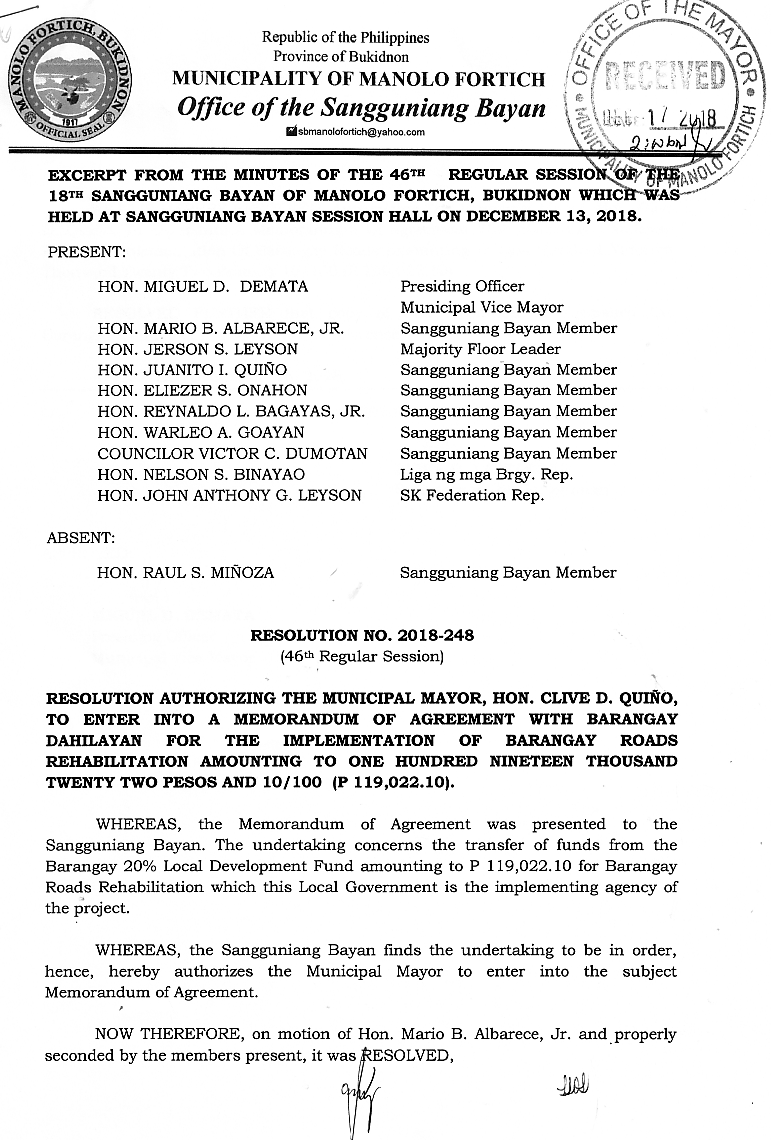 MANOLO FORTICH, BUKIDNON
1917
OFFICIAL SEAL
Republic of the Philippines
Province of Bukidnon
MUNICIPALITY OF MANOLO FORTICH
Office of the Sangguniang Bayan
sbmanolofortich@yahoo.com
OFFICE OF THE MAYOR
RECEIVED
17 2018
MUNICIPALITY OF MANOLO FORTICH
EXCERPT FROM THE MINUTES OF THE 46TH REGULAR SESSION OF THE
18TH SANGGUNIANG BAYAN OF MANOLO FORTICH, BUKIDNON WHICH WAS
HELD AT SANGGUNIANG BAYAN SESSION HALL ON DECEMBER 13, 2018.
PRESENT:
HON. MIGUEL D. DEMATA Presiding Officer
Municipal Vice Mayor
HON. MARIO B. ALBARECE, JR. Sangguniang Bayan Member
HON. JERSON S. LEYSON Majority Floor Leader
HON. JUANITO I. QUIÑO Sangguniang Bayan Member
HON. ELIEZER S. ONAHON Sangguniang Bayan Member
HON. REYNALDO L. BAGAYAS, JR. Sangguniang Bayan Member
HON. WARLEO A. GOAYAN Sangguniang Bayan Member
COUNCILOR VICTOR C. DUMOTAN Sangguniang Bayan Member
HON. NELSON S. BINAYAO Liga ng mga Brgy. Rep.
HON. JOHN ANTHONY G. LEYSON SK Federation Rep.
ABSENT:
HON. RAUL S. MIÑOZA Sangguniang Bayan Member
RESOLUTION NO. 2018-248
(46th Regular Session)
RESOLUTION AUTHORIZING THE MUNICIPAL MAYOR, HON. CLIVE D. QUIÑO,
TO ENTER INTO A MEMORANDUM OF AGREEMENT WITH BARANGAY
DAHILAYAN FOR THE IMPLEMENTATION OF BARANGAY ROADS
REHABILITATION AMOUNTING TO ONE HUNDRED NINETEEN THOUSAND
TWENTY TWO PESOS AND 10/100 (P 119,022.10).
WHEREAS, the Memorandum of Agreement was presented to the
Sangguniang Bayan. The undertaking concerns the transfer of funds from the
Barangay 20% Local Development Fund amounting to P 119,022.10 for Barangay
Roads Rehabilitation which this Local Government is the implementing agency of
the project.
WHEREAS, the Sangguniang Bayan finds the undertaking to be in order,
hence, hereby authorizes the Municipal Mayor to enter into the subject
Memorandum of Agreement.
NOW THEREFORE, on motion of Hon. Mario B. Albarece, Jr. and properly
seconded by the members present, it was RESOLVED,